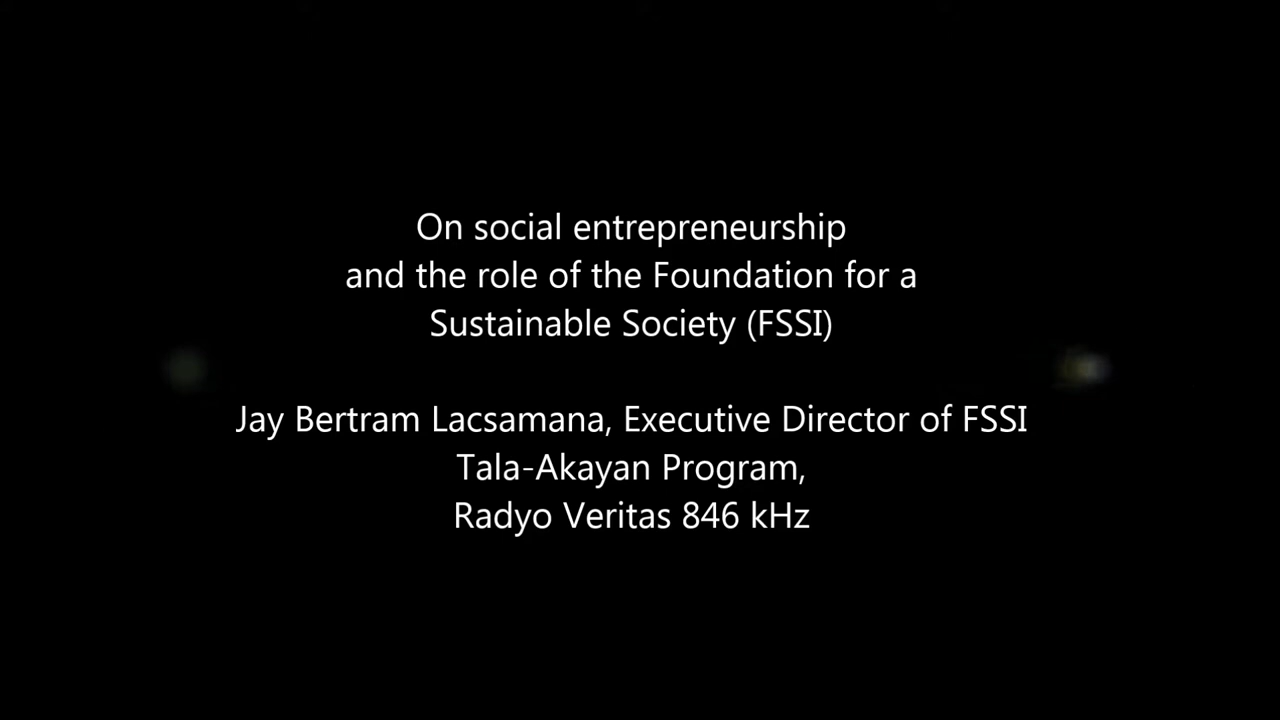 On social entrepreneurship
and the role of the Foundation for a
Sustainable Society (FSSI)
Jay Bertram Lacsamana, Executive Director of FSSI
Tala-Akayan Program,
Radyo Veritas 846 kHz